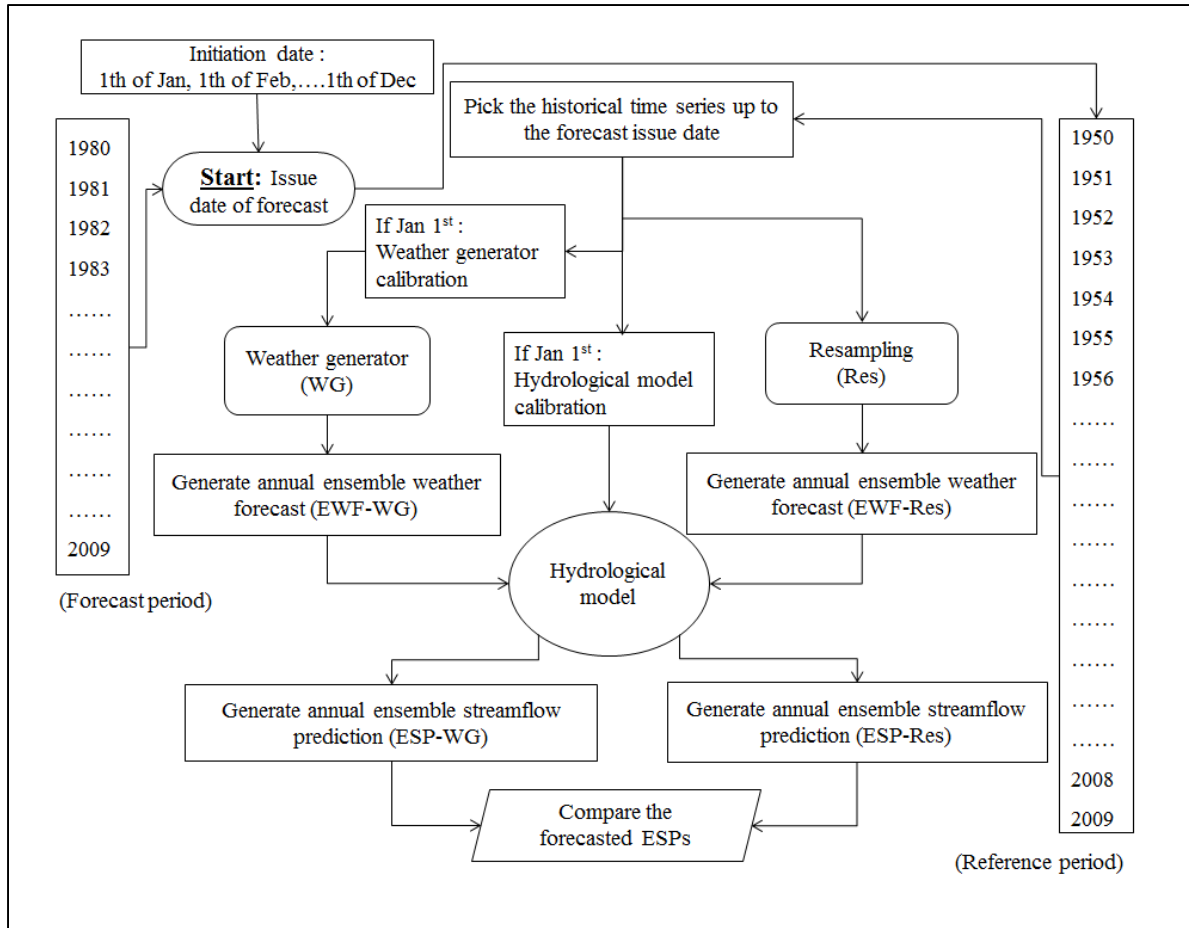 Initiation date :
1th of Jan, 1th of Feb,....1th of Dec
Pick the historical time series up to
the forecast issue date
1980
1981
1982
1983
......
......
......
......
......
......
2009
(Forecast period)
Start: Issue
date of forecast
If Jan 1st :
Weather generator
calibration
Weather generator
(WG)
If Jan 1st :
Hydrological model
calibration
Resampling
(Res)
Generate annual ensemble weather
forecast (EWF-WG)
Generate annual ensemble weather
forecast (EWF-Res)
Hydrological
model
Generate annual ensemble streamflow
prediction (ESP-WG)
Generate annual ensemble streamflow
prediction (ESP-Res)
Compare the
forecasted ESPs
1950
1951
1952
1953
1954
1955
1956
......
......
......
......
......
......
......
......
......
2008
2009
(Reference period)